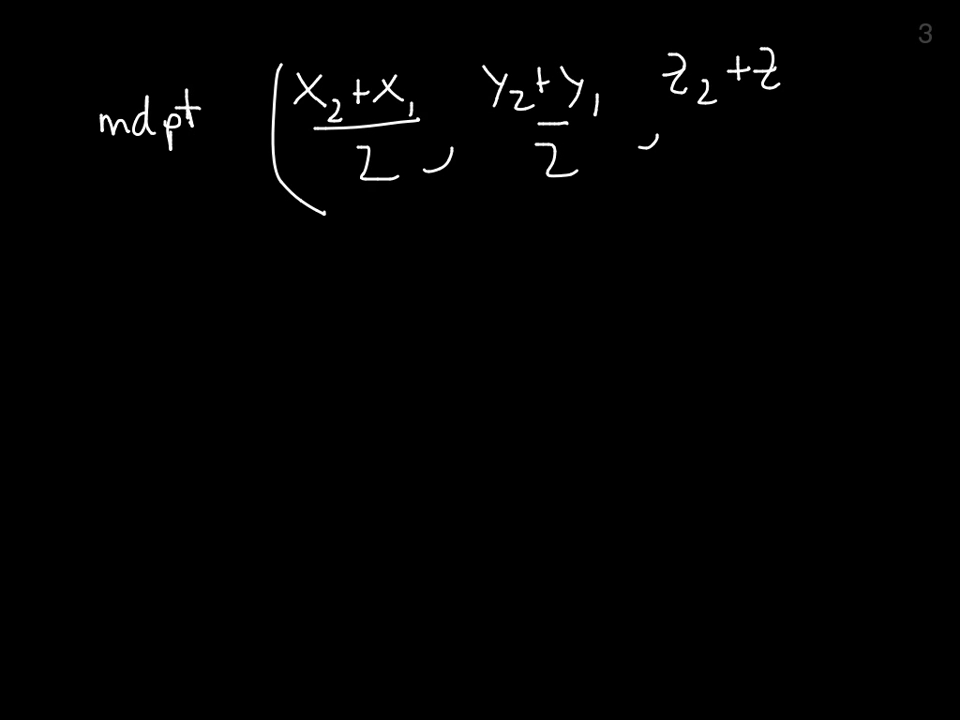 3
mdpt ( (x₂+x₁)/2 , (y₂+y₁)/2 , z₂+z